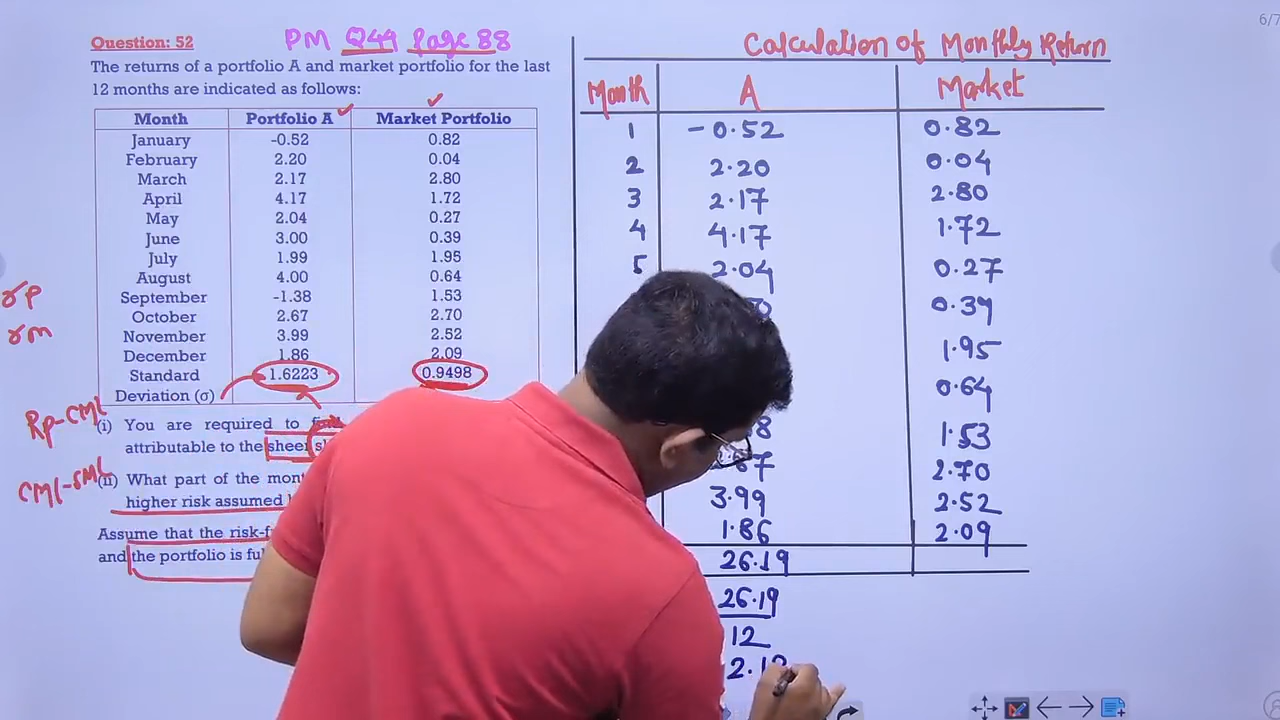 6/7
Question: 52
PM Q49 Page 88
The returns of a portfolio A and market portfolio for the last
12 months are indicated as follows:
Month Portfolio A Market Portfolio
January -0.52 0.82
February 2.20 0.04
March 2.17 2.80
April 4.17 1.72
May 2.04 0.27
June 3.00 0.39
July 1.99 1.95
August 4.00 0.64
September -1.38 1.53
October 2.67 2.70
November 3.99 2.52
December 1.86 2.09
Standard 1.6223 0.9498
Deviation (σ)
(i) You are required to
attributable to the sheer
(ii) What part of the mon
higher risk assumed
Assume that the risk-f
and the portfolio is fu
σp
σm
Rp-CML
CML-SML
Calculation of Monthly Return
Month A Market
1 -0.52 0.82
2 2.20 0.04
3 2.17 2.80
4 4.17 1.72
5 2.04 0.27
0.39
1.95
0.64
8 1.53
67 2.70
3.99 2.52
1.86 2.09
26.19
26.19
12
2.18